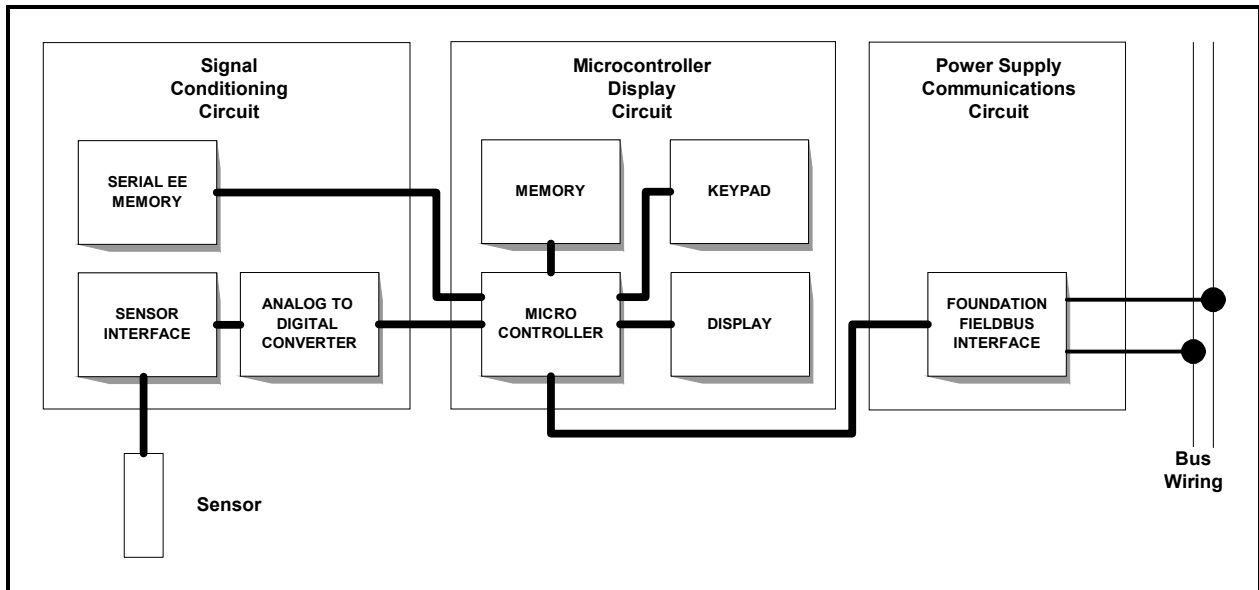 Signal
Conditioning
Circuit
Microcontroller
Display
Circuit
Power Supply
Communications
Circuit
SERIAL EE
MEMORY
MEMORY
KEYPAD
SENSOR
INTERFACE
ANALOG TO
DIGITAL
CONVERTER
MICRO
CONTROLLER
DISPLAY
FOUNDATION
FIELDBUS
INTERFACE
Sensor
Bus
Wiring